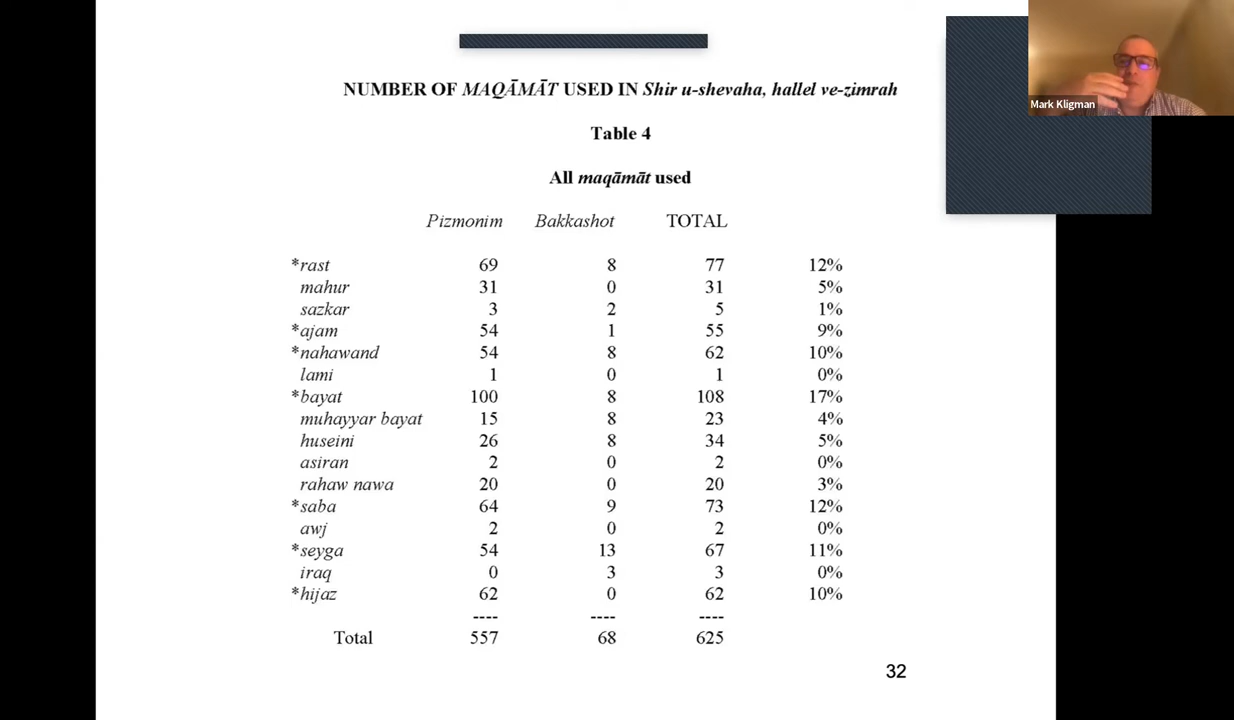 NUMBER OF MAQĀMĀT USED IN Shir u-shevaha, hallel ve-zimrah
Mark Kligman
Table 4
All maqāmāt used
Pizmonim Bakkashot TOTAL
*rast 69 8 77 12%
mahur 31 0 31 5%
sazkar 3 2 5 1%
*ajam 54 1 55 9%
*nahawand 54 8 62 10%
lami 1 0 1 0%
*bayat 100 8 108 17%
muhayyar bayat 15 8 23 4%
huseini 26 8 34 5%
asiran 2 0 2 0%
rahaw nawa 20 0 20 3%
*saba 64 9 73 12%
awj 2 0 2 0%
*seyga 54 13 67 11%
iraq 0 3 3 0%
*hijaz 62 0 62 10%
---- ---- ----
Total 557 68 625
32